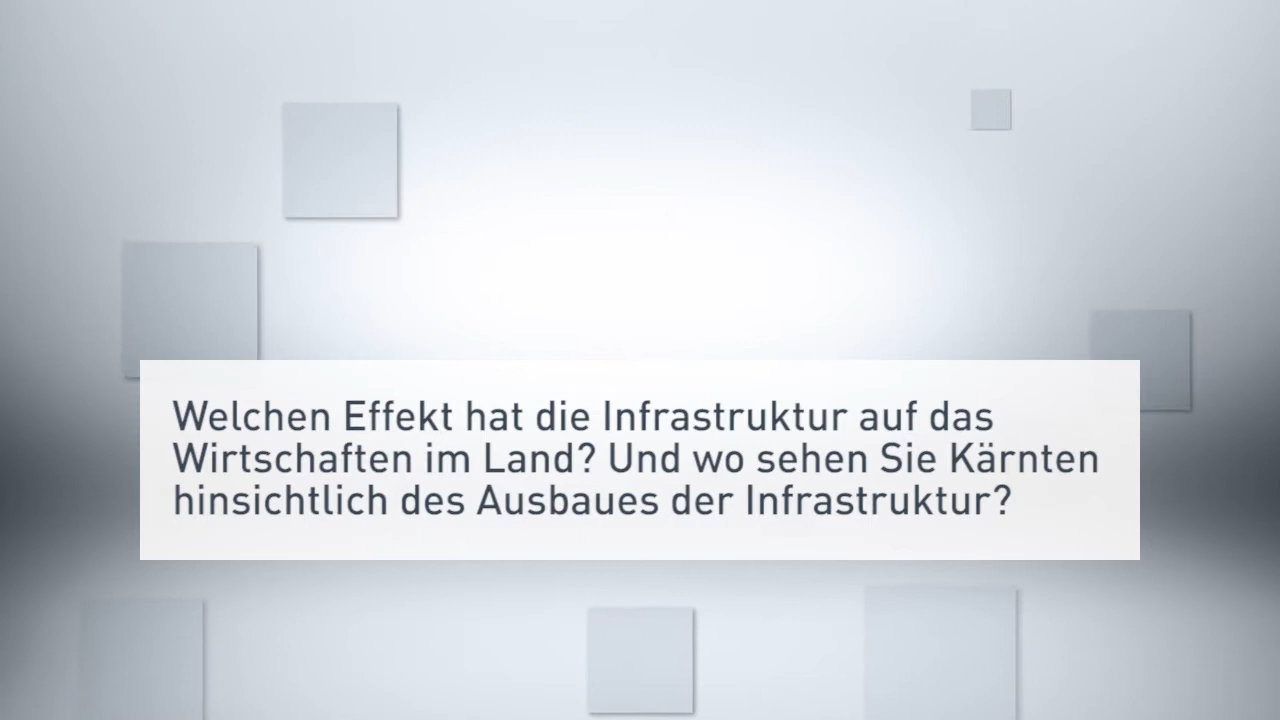 Welchen Effekt hat die Infrastruktur auf das
Wirtschaften im Land? Und wo sehen Sie Kärnten
hinsichtlich des Ausbaues der Infrastruktur?